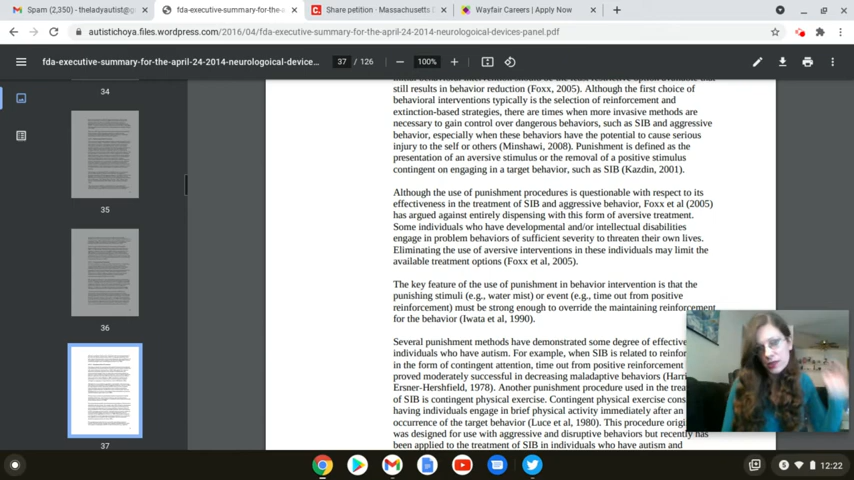 Spam (2,350) - theladyautist@g
fda-executive-summary-for-the-a
Share petition - Massachusetts D
Wayfair Careers | Apply Now
autistichoya.files.wordpress.com/2016/04/fda-executive-summary-for-the-april-24-2014-neurologoical-devices-panel.pdf
fda-executive-summary-for-the-april-24-2014-neurologoical-device...
37 / 126
100%
34
35
36
37
still results in behavior reduction (Foxx, 2005). Although the first choice of
behavioral interventions typically is the selection of reinforcement and
extinction-based strategies, there are times when more invasive methods are
necessary to gain control over dangerous behaviors, such as SIB and aggressive
behavior, especially when these behaviors have the potential to cause serious
injury to the self or others (Minshawi, 2008). Punishment is defined as the
presentation of an aversive stimulus or the removal of a positive stimulus
contingent on engaging in a target behavior, such as SIB (Kazdin, 2001).
Although the use of punishment procedures is questionable with respect to its
effectiveness in the treatment of SIB and aggressive behavior, Foxx et al (2005)
has argued against entirely dispensing with this form of aversive treatment.
Some individuals who have developmental and/or intellectual disabilities
engage in problem behaviors of sufficient severity to threaten their own lives.
Eliminating the use of aversive interventions in these individuals may limit the
available treatment options (Foxx et al, 2005).
The key feature of the use of punishment in behavior intervention is that the
punishing stimuli (e.g., water mist) or event (e.g., time out from positive
reinforcement) must be strong enough to override the maintaining reinforcement
for the behavior (Iwata et al, 1990).
Several punishment methods have demonstrated some degree of effective
individuals who have autism. For example, when SIB is related to reinfor
in the form of contingent attention, time out from positive reinforcement
proved moderately successful in decreasing maladaptive behaviors (Harri
Ersner-Hershfield, 1978). Another punishment procedure used in the trea
of SIB is contingent physical exercise. Contingent physical exercise cons
having individuals engage in brief physical activity immediately after an
occurrence of the target behavior (Luce et al, 1980). This procedure origi
was designed for use with aggressive and disruptive behaviors but recently has
been applied to the treatment of SIB in individuals who have autism and
12:22